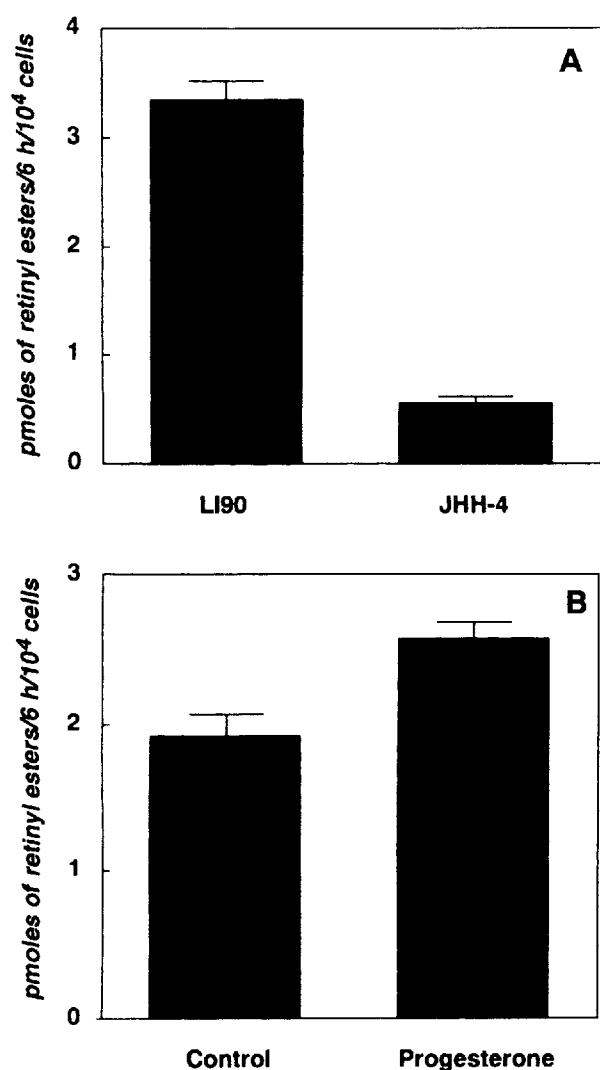 A
pmoles of retinyl esters/6 h/10⁴ cells
4
3
2
1
0
LI90 JHH-4
B
pmoles of retinyl esters/6 h/10⁴ cells
3
2
1
0
Control Progesterone